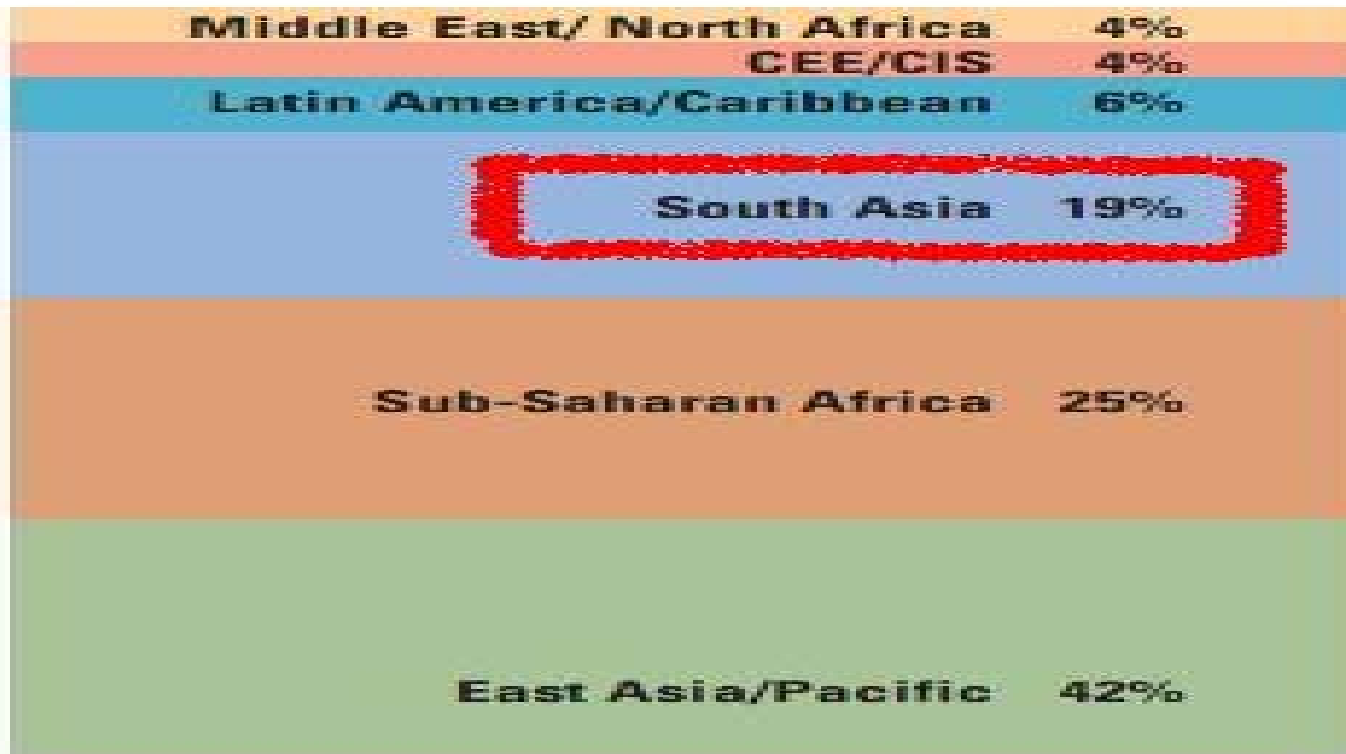 Middle East/ North Africa 4%
CEE/CIS 4%
Latin America/Caribbean 6%
South Asia 19%
Sub-Saharan Africa 25%
East Asia/Pacific 42%